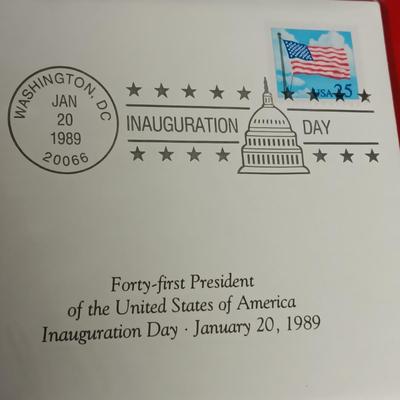 WASHINGTON, DC
JAN
20
1989
20066
INAUGURATION DAY
USA 25
Forty-first President
of the United States of America
Inauguration Day · January 20, 1989